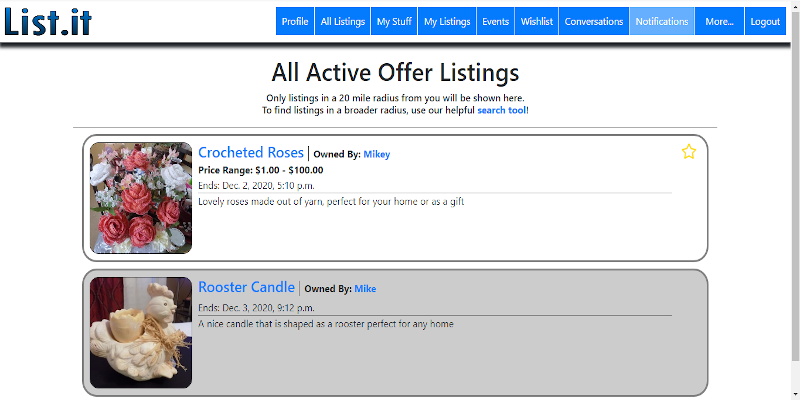 List.it
Profile
All Listings
My Stuff
My Listings
Events
Wishlist
Conversations
Notifications
More...
Logout
All Active Offer Listings
Only listings in a 20 mile radius from you will be shown here.
To find listings in a broader radius, use our helpful search tool!
Crocheted Roses | Owned By: Mikey
Price Range: $1.00 - $100.00
Ends: Dec. 2, 2020, 5:10 p.m.
Lovely roses made out of yarn, perfect for your home or as a gift
Rooster Candle | Owned By: Mike
Ends: Dec. 3, 2020, 9:12 p.m.
A nice candle that is shaped as a rooster perfect for any home